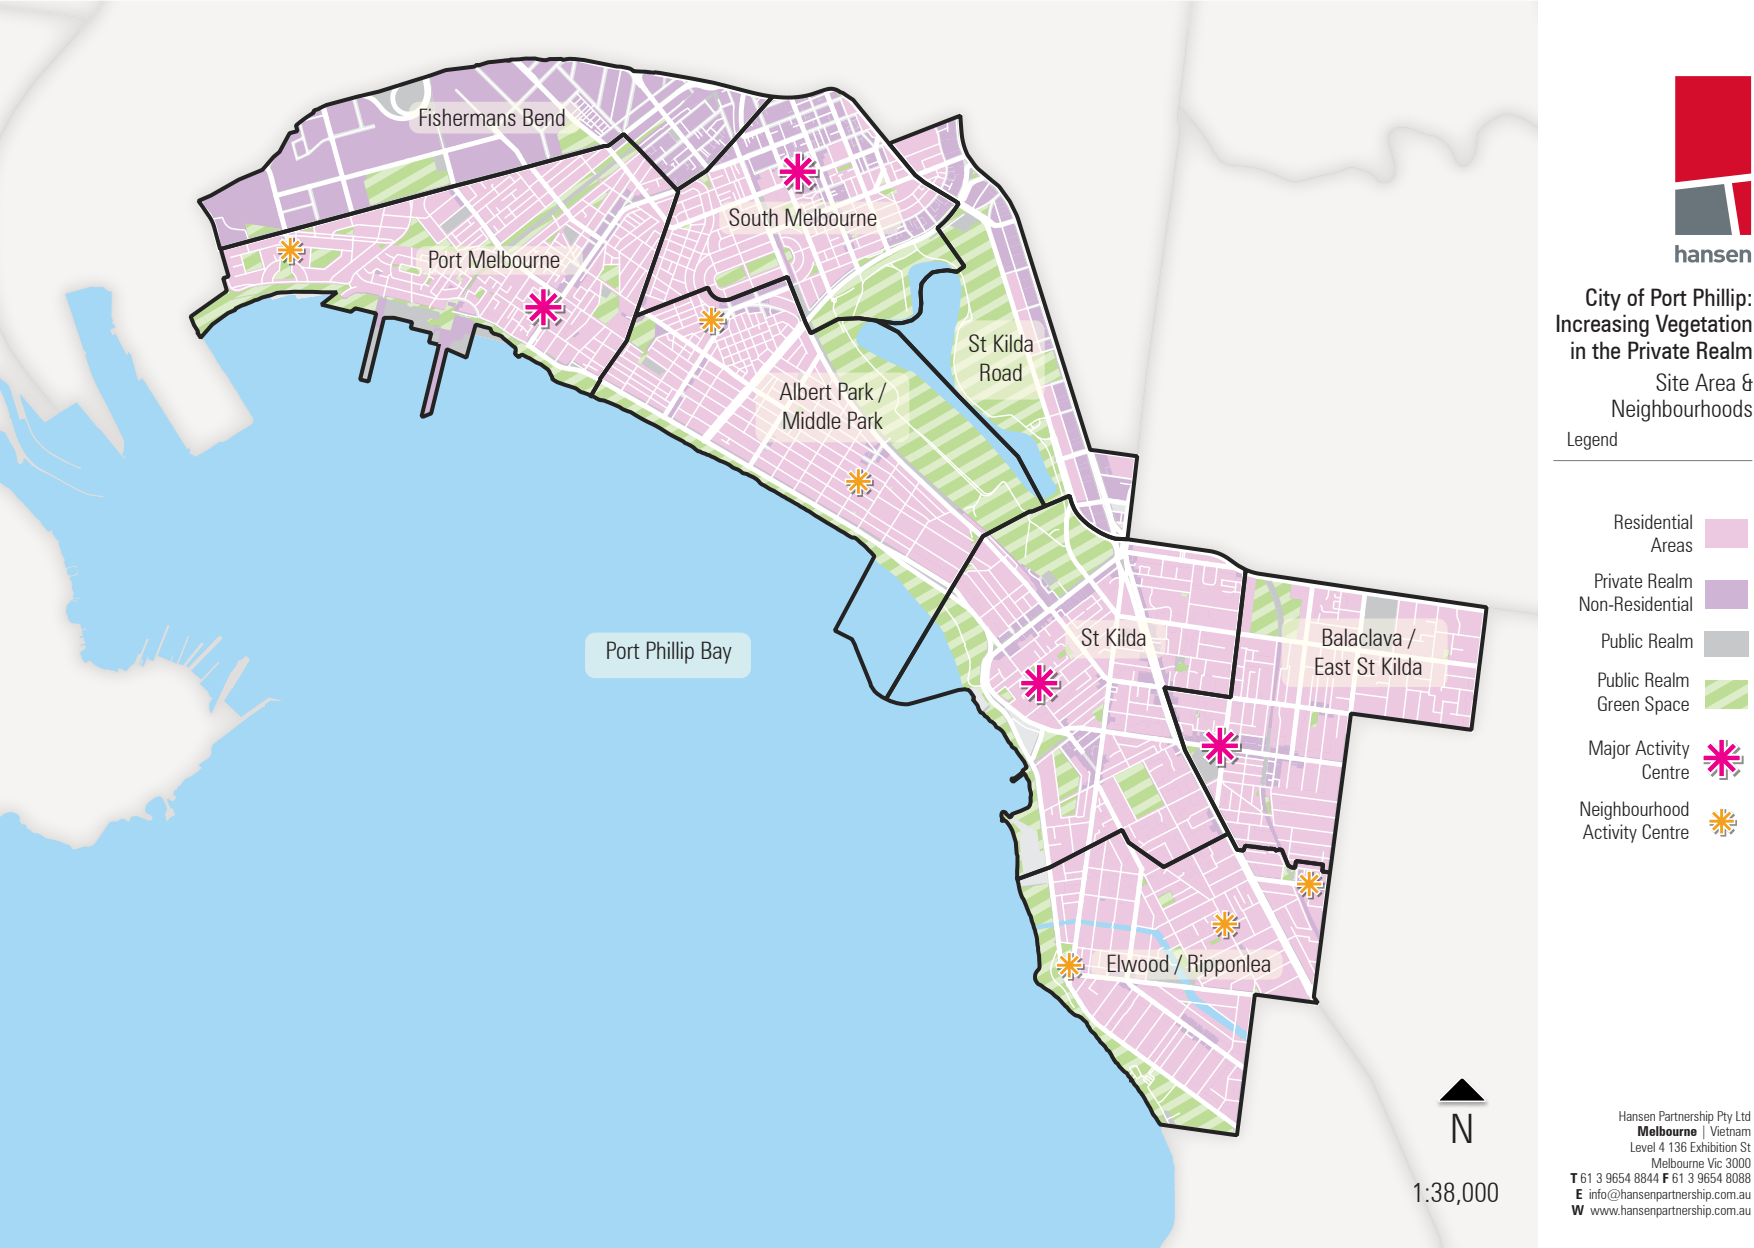 Fishermans Bend
South Melbourne
Port Melbourne
St Kilda
Road
Albert Park /
Middle Park
Port Phillip Bay
St Kilda
Balaclava /
East St Kilda
Elwood / Ripponlea
N
1:38,000
hansen
City of Port Phillip:
Increasing Vegetation
in the Private Realm
Site Area &
Neighbourhoods
Legend
Residential
Areas
Private Realm
Non-Residential
Public Realm
Public Realm
Green Space
Major Activity
Centre
Neighbourhood
Activity Centre
Hansen Partnership Pty Ltd
Melbourne | Vietnam
Level 4 136 Exhibition St
Melbourne Vic 3000
T 61 3 9654 8844 F 61 3 9654 8088
E info@hansenpartnership.com.au
W www.hansenpartnership.com.au